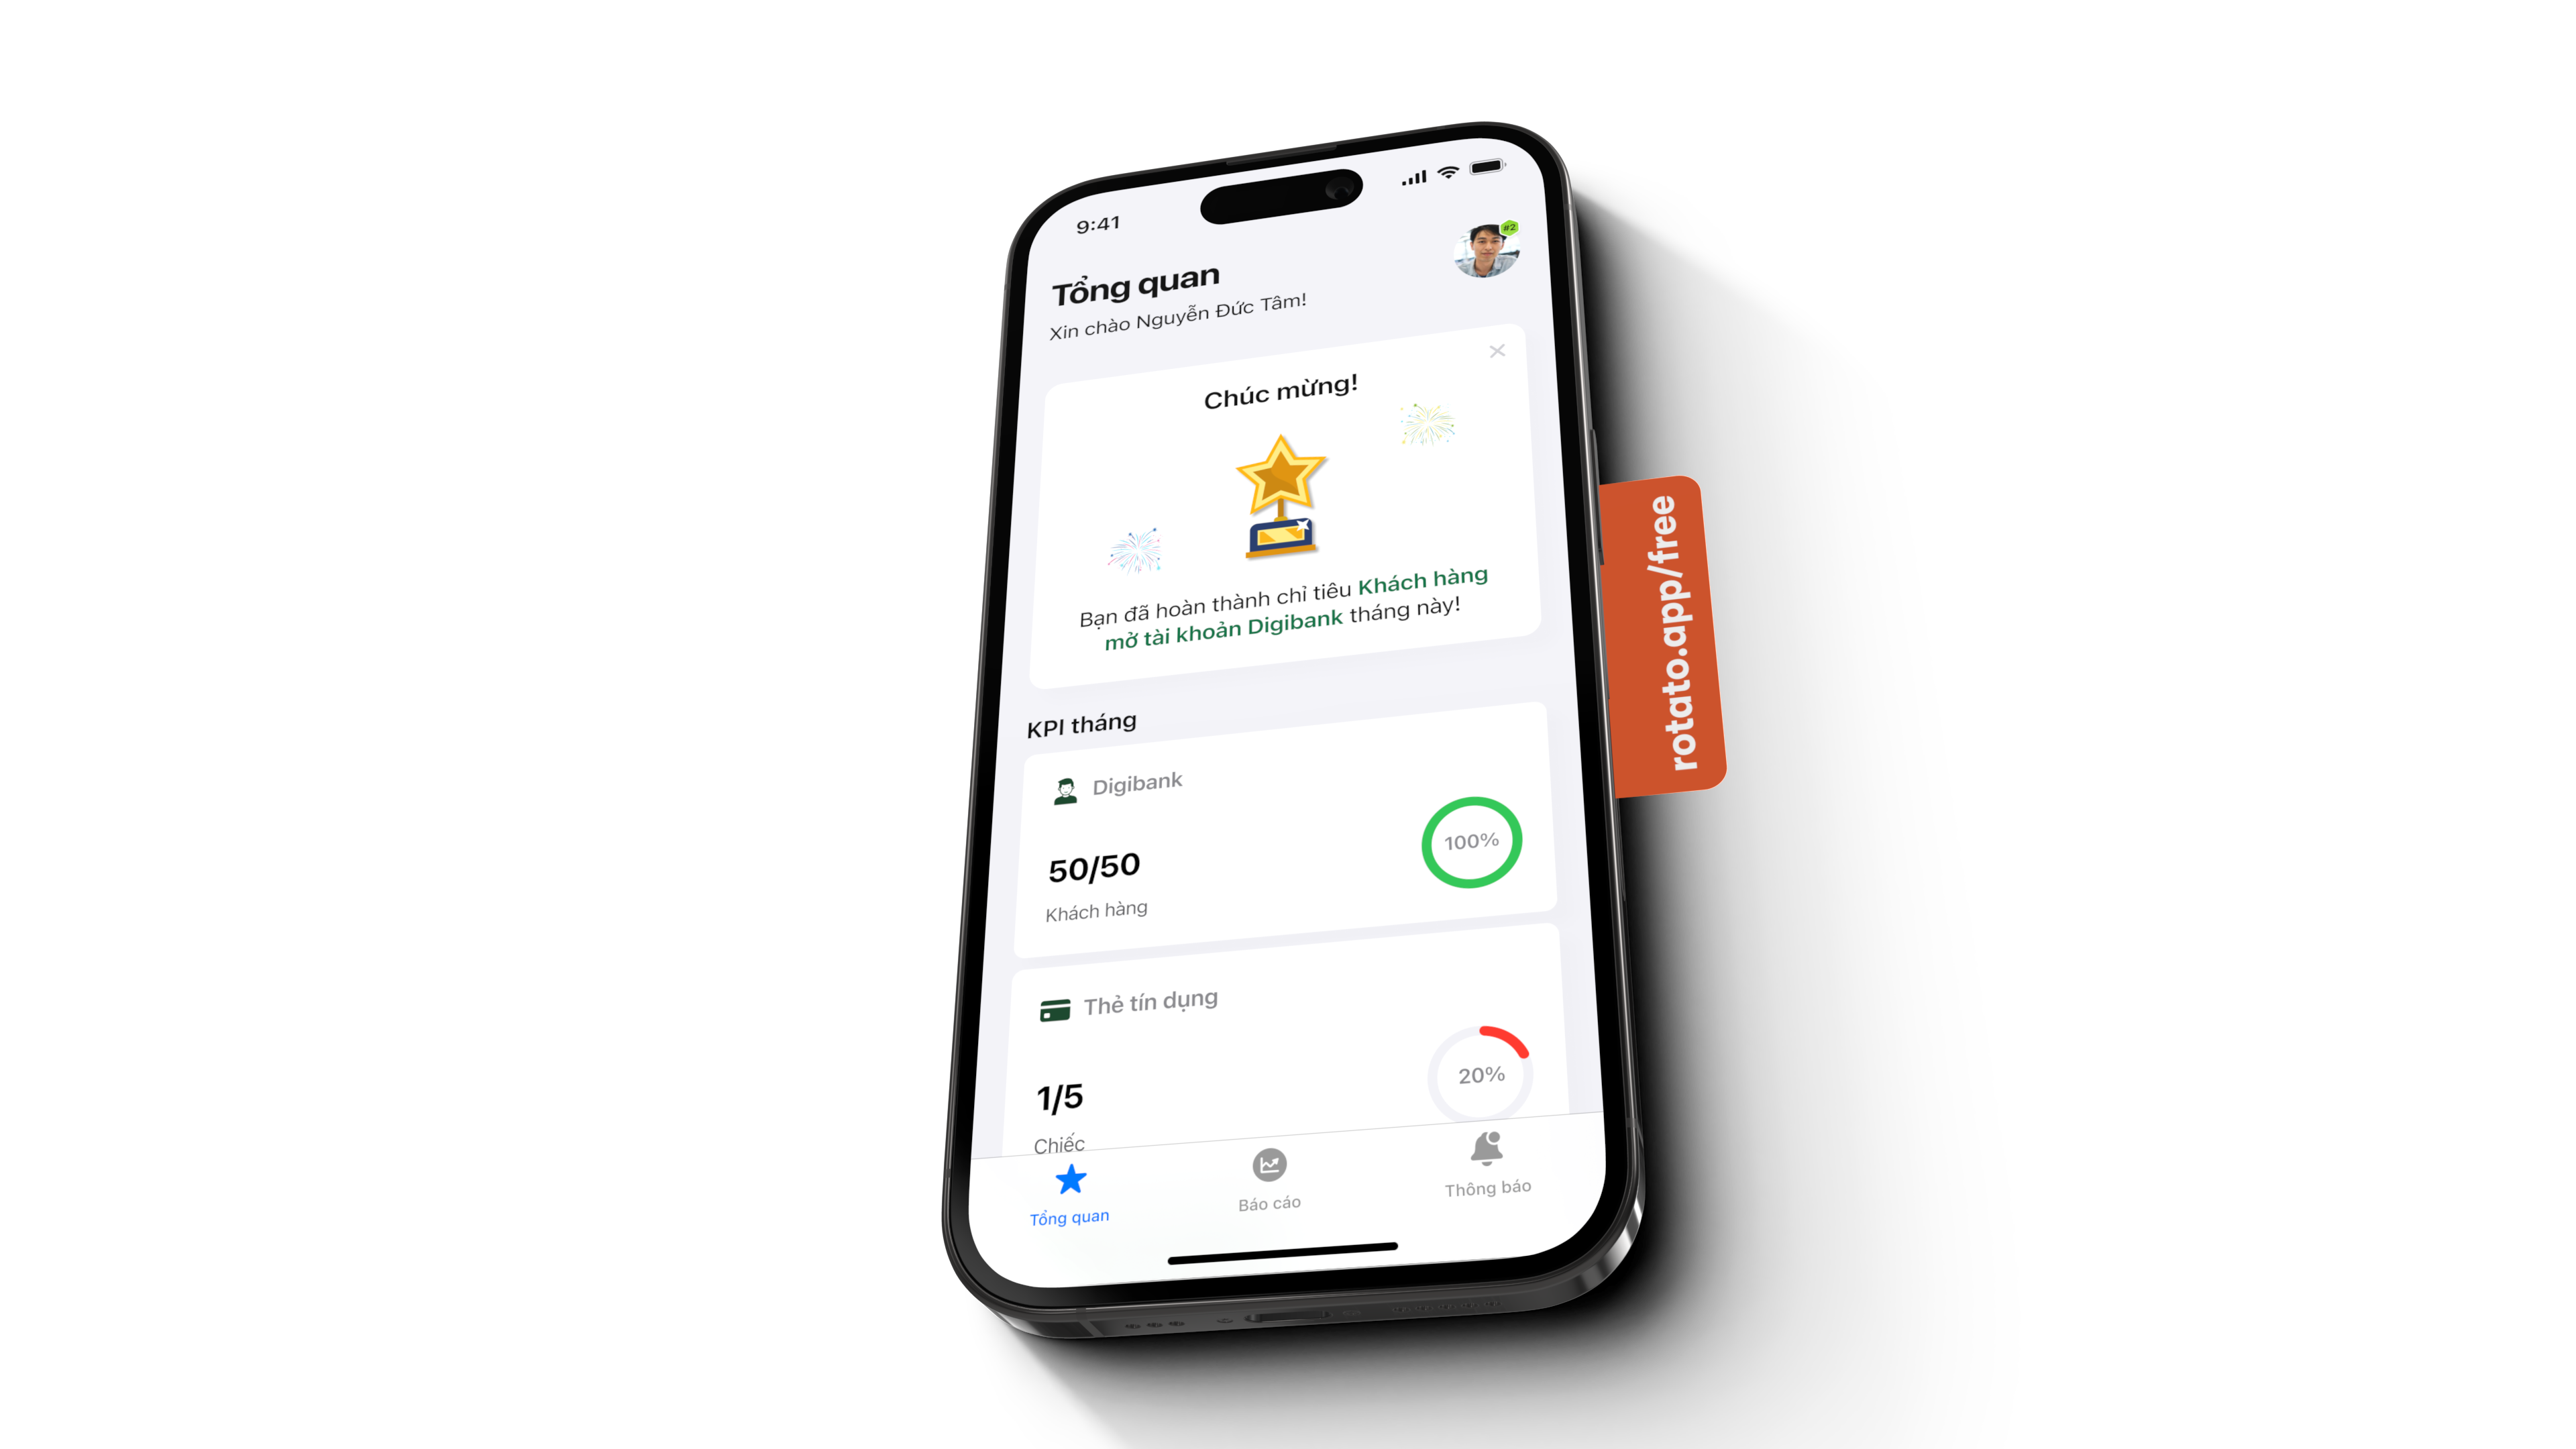 9:41
#2
Tổng quan
Xin chào Nguyễn Đức Tâm!
Chúc mừng!
Bạn đã hoàn thành chỉ tiêu Khách hàng
mở tài khoản Digibank tháng này!
KPI tháng
Digibank
50/50
100%
Khách hàng
Thẻ tín dụng
1/5
20%
Chiếc
Tổng quan
Báo cáo
Thông báo
rotato.app/free